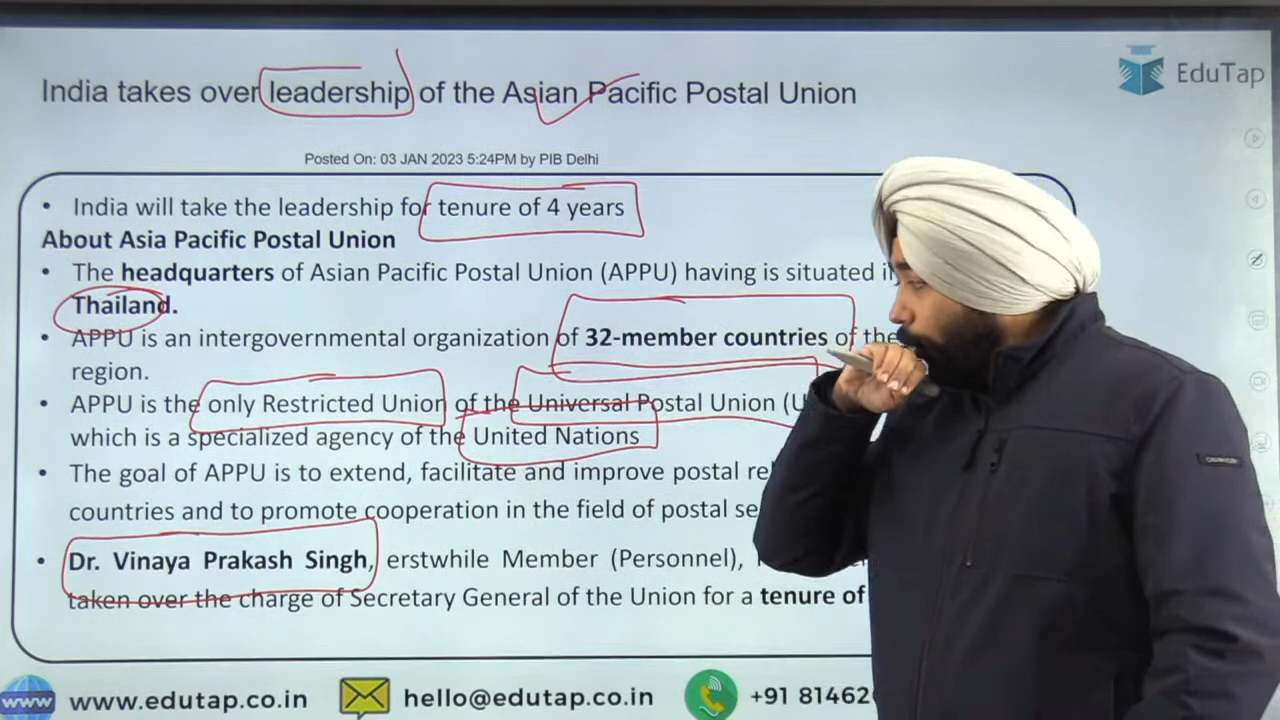 India takes over leadership of the Asian Pacific Postal Union
EduTap
Posted On: 03 JAN 2023 5:24PM by PIB Delhi
• India will take the leadership for tenure of 4 years
About Asia Pacific Postal Union
• The headquarters of Asian Pacific Postal Union (APPU) having is situated i
Thailand.
• APPU is an intergovernmental organization of 32-member countries of the
region.
• APPU is the only Restricted Union of the Universal Postal Union (U
which is a specialized agency of the United Nations
• The goal of APPU is to extend, facilitate and improve postal re
countries and to promote cooperation in the field of postal se
• Dr. Vinaya Prakash Singh, erstwhile Member (Personnel),
taken over the charge of Secretary General of the Union for a tenure of
www www.edutap.co.in hello@edutap.co.in +91 81462